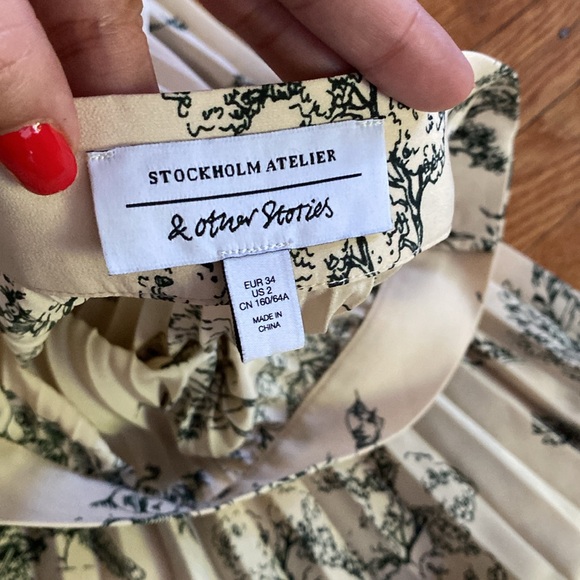 STOCKHOLM ATELIER
& other Stories
EUR 34
US 2
CN 160/64A
MADE IN
CHINA